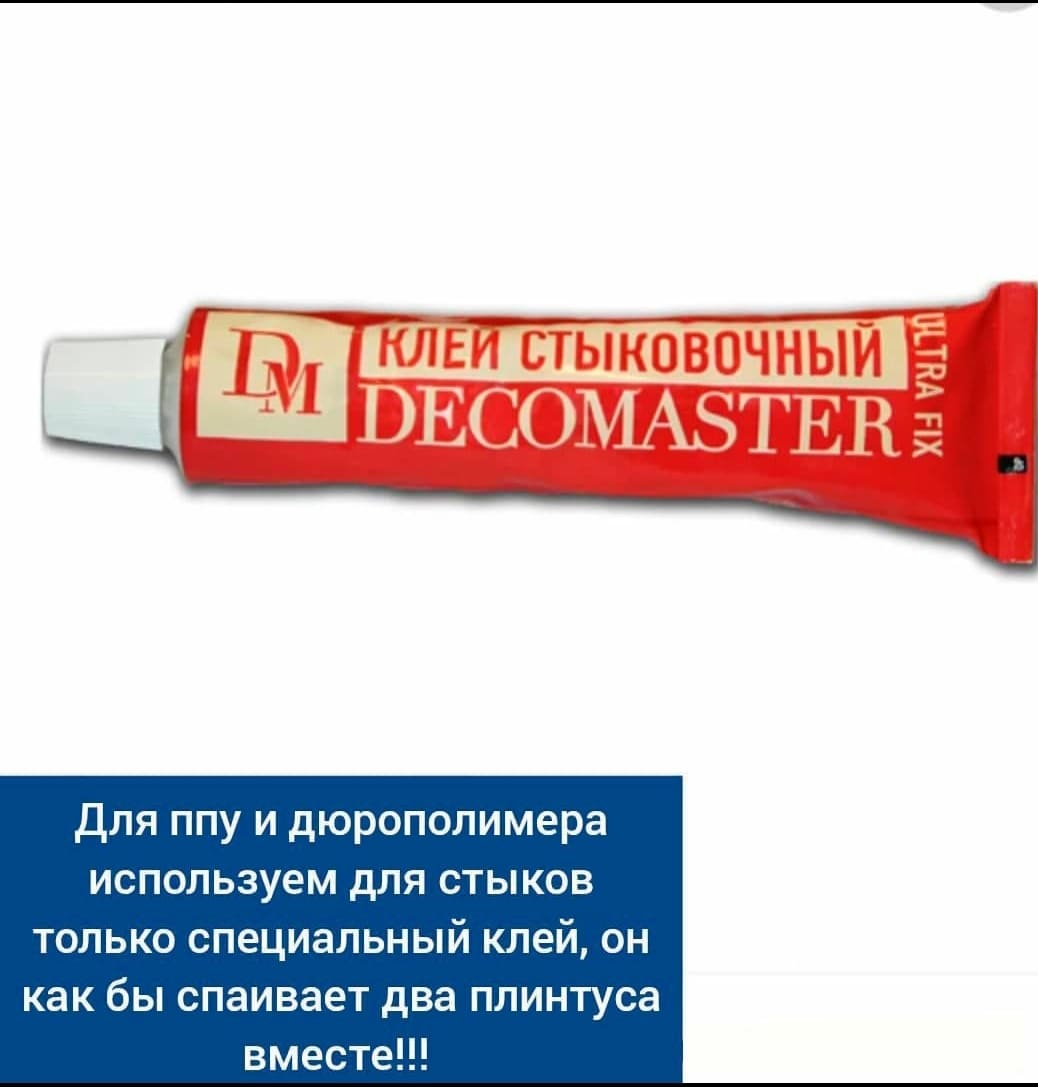 DM
КЛЕЙ СТЫКОВОЧНЫЙ
DECOMASTER
ULTRA FIX
Для ппу и дюрополимера
используем для стыков
только специальный клей, он
как бы спаивает два плинтуса
вместе!!!